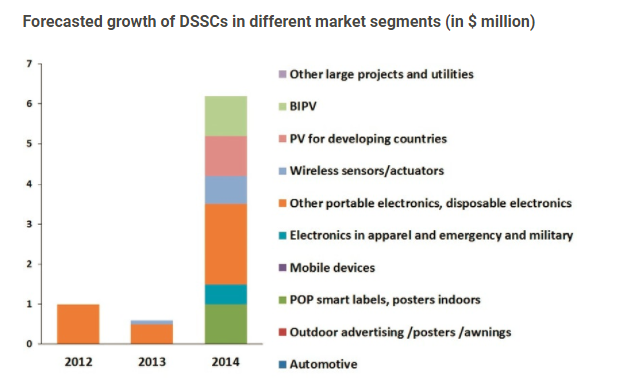 Forecasted growth of DSSCs in different market segments (in $ million)
7
6
5
4
3
2
1
0
2012 2013 2014
Other large projects and utilities
BIPV
PV for developing countries
Wireless sensors/actuators
Other portable electronics, disposable electronics
Electronics in apparel and emergency and military
Mobile devices
POP smart labels, posters indoors
Outdoor advertising /posters /awnings
Automotive